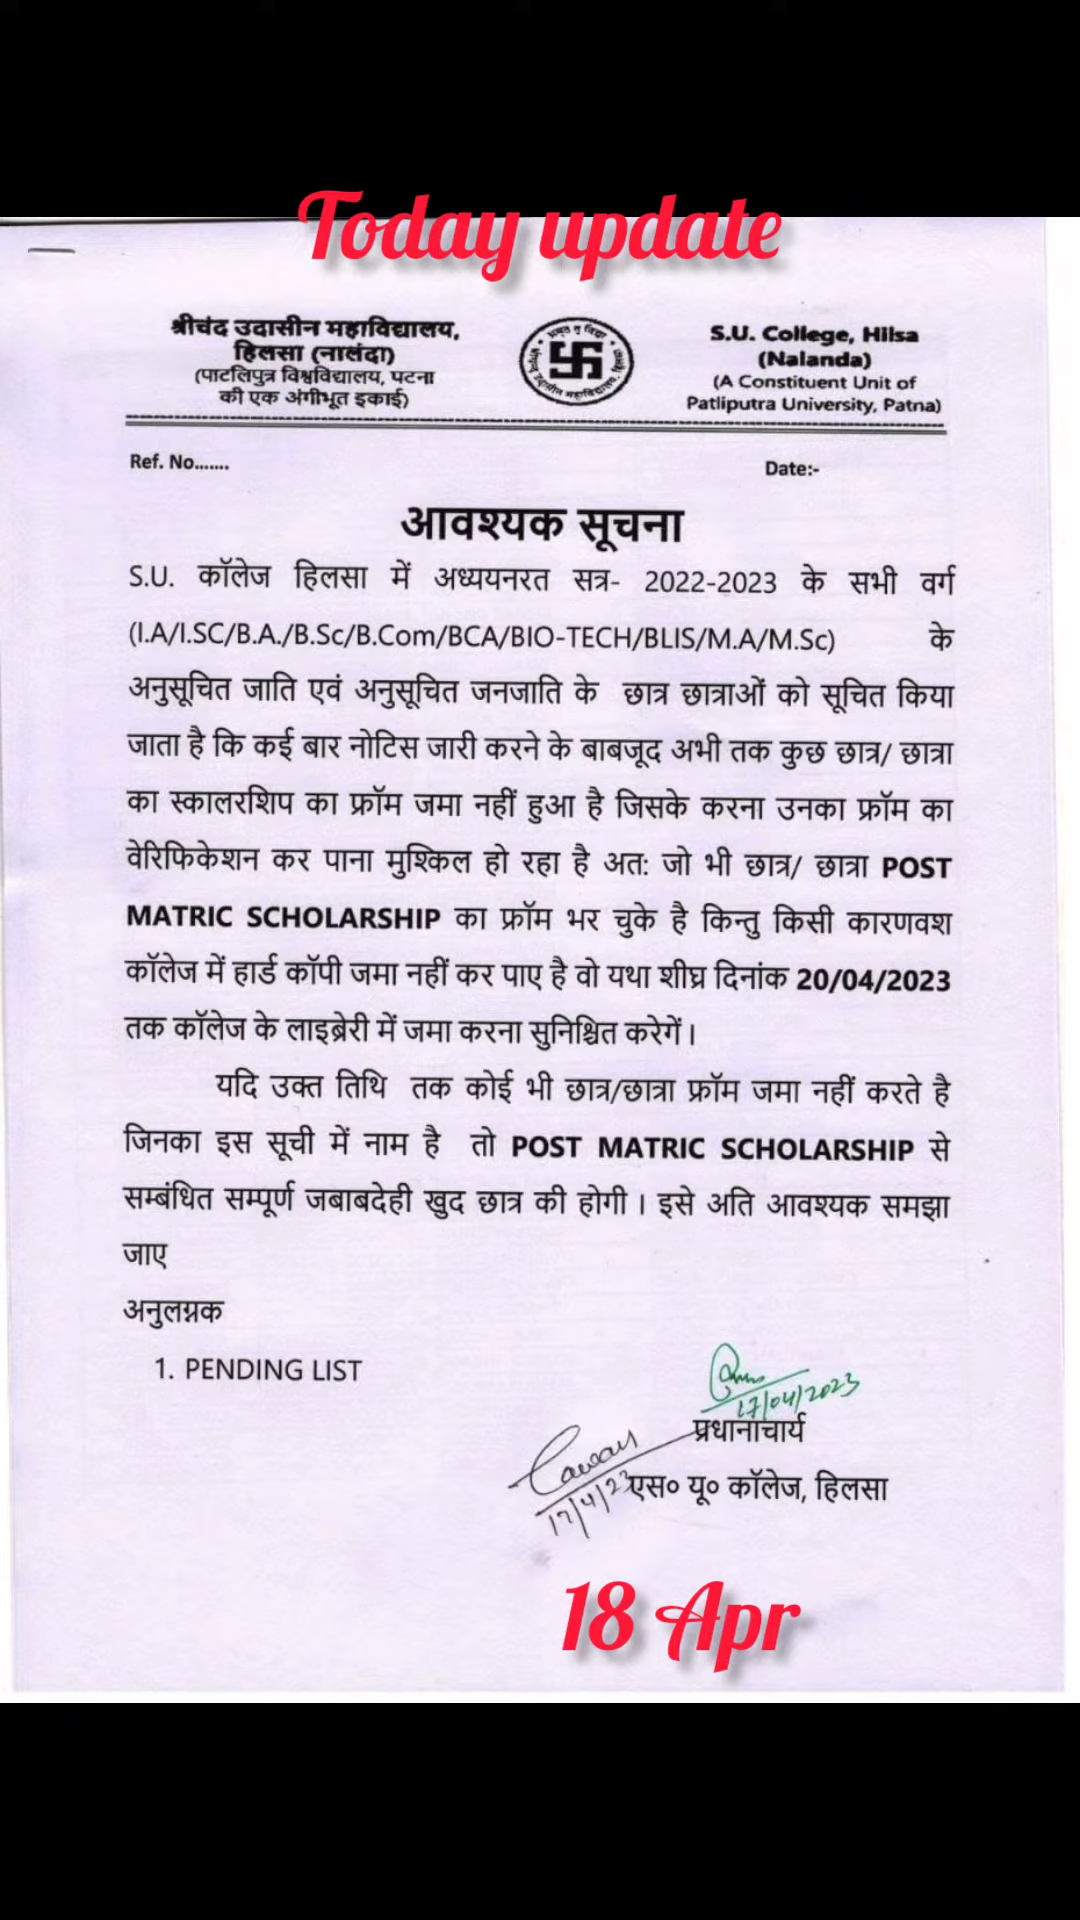 Today update
श्रीचंद उदासीन महाविद्यालय,
हिलसा (नालंदा)
(पाटलिपुत्र विश्वविद्यालय, पटना
की एक अंगीभूत इकाई)
S.U. College, Hilsa
(Nalanda)
(A Constituent Unit of
Patliputra University, Patna)
Ref. No.......
Date:-
आवश्यक सूचना
S.U. कॉलेज हिलसा में अध्ययनरत सत्र- 2022-2023 के सभी वर्ग
(I.A/I.SC/B.A./B.Sc/B.Com/BCA/BIO-TECH/BLIS/M.A/M.Sc) के
अनुसूचित जाति एवं अनुसूचित जनजाति के छात्र छात्राओं को सूचित किया
जाता है कि कई बार नोटिस जारी करने के बाबजूद अभी तक कुछ छात्र/ छात्रा
का स्कालरशिप का फ्रॉम जमा नहीं हुआ है जिसके करना उनका फ्रॉम का
वेरिफिकेशन कर पाना मुश्किल हो रहा है अत: जो भी छात्र/ छात्रा POST
MATRIC SCHOLARSHIP का फ्रॉम भर चुके है किन्तु किसी कारणवश
कॉलेज में हार्ड कॉपी जमा नहीं कर पाए है वो यथा शीघ्र दिनांक 20/04/2023
तक कॉलेज के लाइब्रेरी में जमा करना सुनिश्चित करेगें।
यदि उक्त तिथि तक कोई भी छात्र/छात्रा फ्रॉम जमा नहीं करते है
जिनका इस सूची में नाम है तो POST MATRIC SCHOLARSHIP से
सम्बंधित सम्पूर्ण जबाबदेही खुद छात्र की होगी । इसे अति आवश्यक समझा
जाए
अनुलग्नक
1. PENDING LIST
17/04/2023
प्रधानाचार्य
17/4/23
एस० यू० कॉलेज, हिलसा
18 Apr